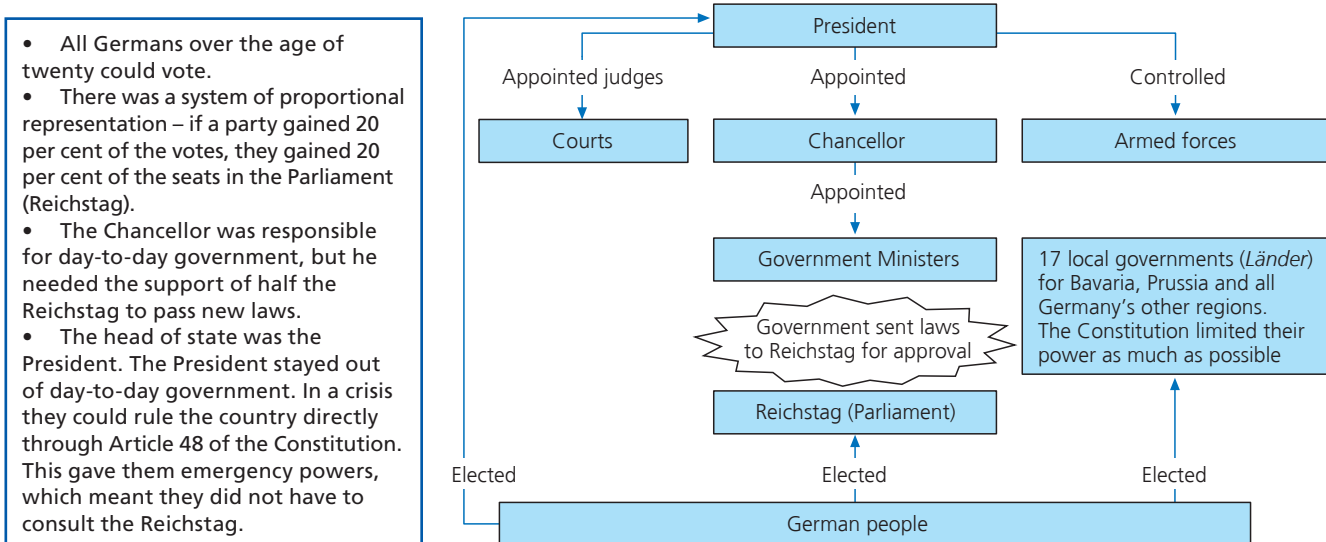 • All Germans over the age of
twenty could vote.
• There was a system of proportional
representation – if a party gained 20
per cent of the votes, they gained 20
per cent of the seats in the Parliament
(Reichstag).
• The Chancellor was responsible
for day-to-day government, but he
needed the support of half the
Reichstag to pass new laws.
• The head of state was the
President. The President stayed out
of day-to-day government. In a crisis
they could rule the country directly
through Article 48 of the Constitution.
This gave them emergency powers,
which meant they did not have to
consult the Reichstag.
President
Appointed judges
Appointed
Controlled
Courts
Chancellor
Armed forces
Appointed
Government Ministers
17 local governments (Länder)
for Bavaria, Prussia and all
Germany's other regions.
The Constitution limited their
power as much as possible
Government sent laws
to Reichstag for approval
Reichstag (Parliament)
Elected
Elected
Elected
German people